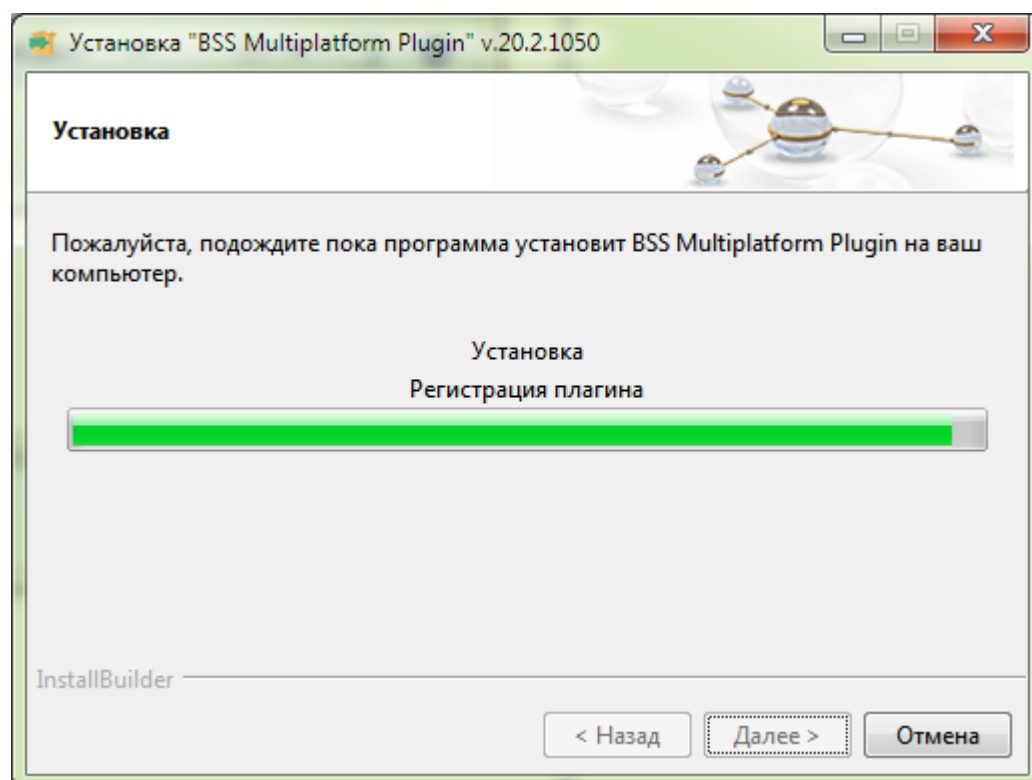 Установка "BSS Multiplatform Plugin" v.20.2.1050
Установка
Пожалуйста, подождите пока программа установит BSS Multiplatform Plugin на ваш
компьютер.
Установка
Регистрация плагина
InstallBuilder
< Назад
Далее >
Отмена